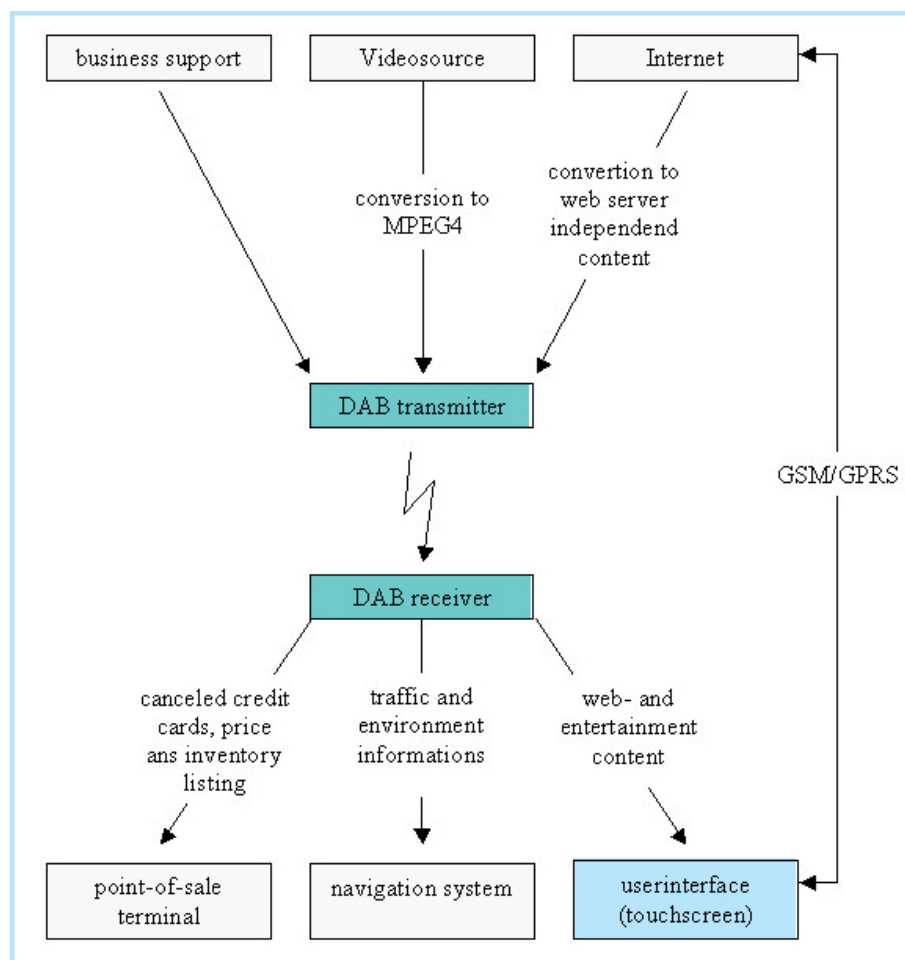 business support
Videosource
Internet
conversion to
MPEG4
convertion to
web server
independend
content
DAB transmitter
GSM/GPRS
DAB receiver
canceled credit
cards, price
ans inventory
listing
traffic and
environment
informations
web- and
entertainment
content
point-of-sale
terminal
navigation system
userinterface
(touchscreen)